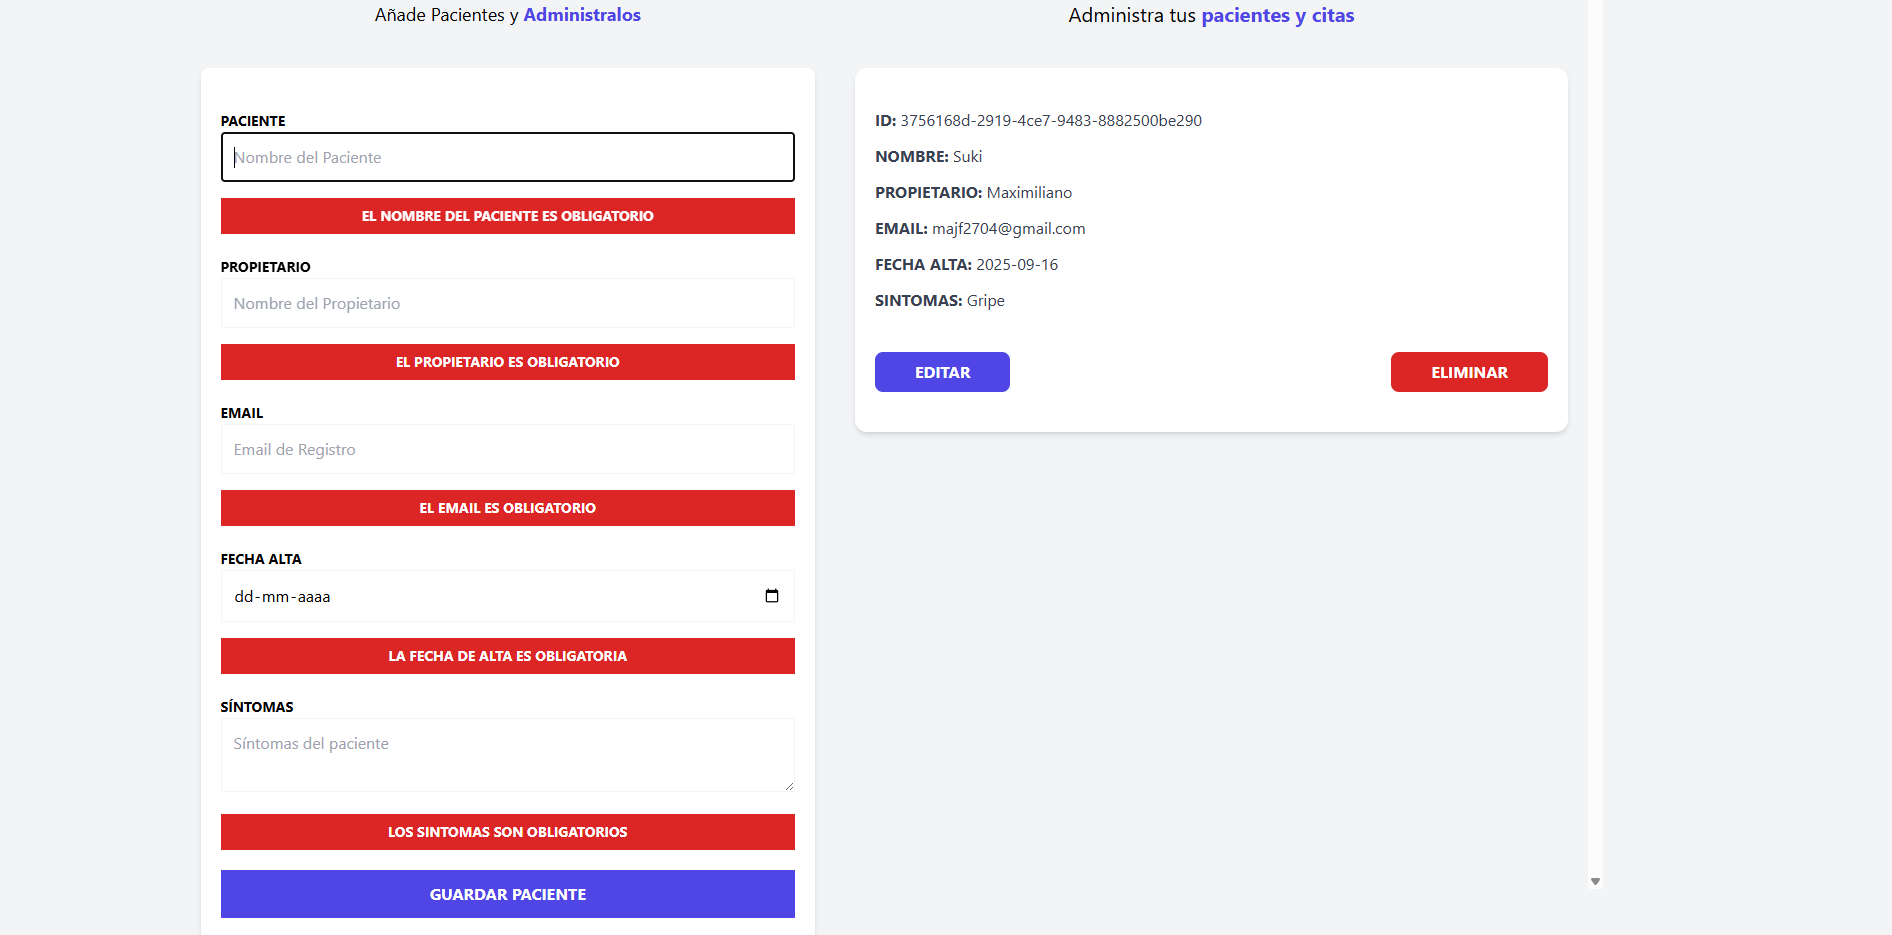 Añade Pacientes y Administralos
PACIENTE
Nombre del Paciente
EL NOMBRE DEL PACIENTE ES OBLIGATORIO
PROPIETARIO
Nombre del Propietario
EL PROPIETARIO ES OBLIGATORIO
EMAIL
Email de Registro
EL EMAIL ES OBLIGATORIO
FECHA ALTA
dd-mm-aaaa
LA FECHA DE ALTA ES OBLIGATORIA
SÍNTOMAS
Síntomas del paciente
LOS SINTOMAS SON OBLIGATORIOS
GUARDAR PACIENTE
Administra tus pacientes y citas
ID: 3756168d-2919-4ce7-9483-8882500be290
NOMBRE: Suki
PROPIETARIO: Maximiliano
EMAIL: majf2704@gmail.com
FECHA ALTA: 2025-09-16
SINTOMAS: Gripe
EDITAR
ELIMINAR